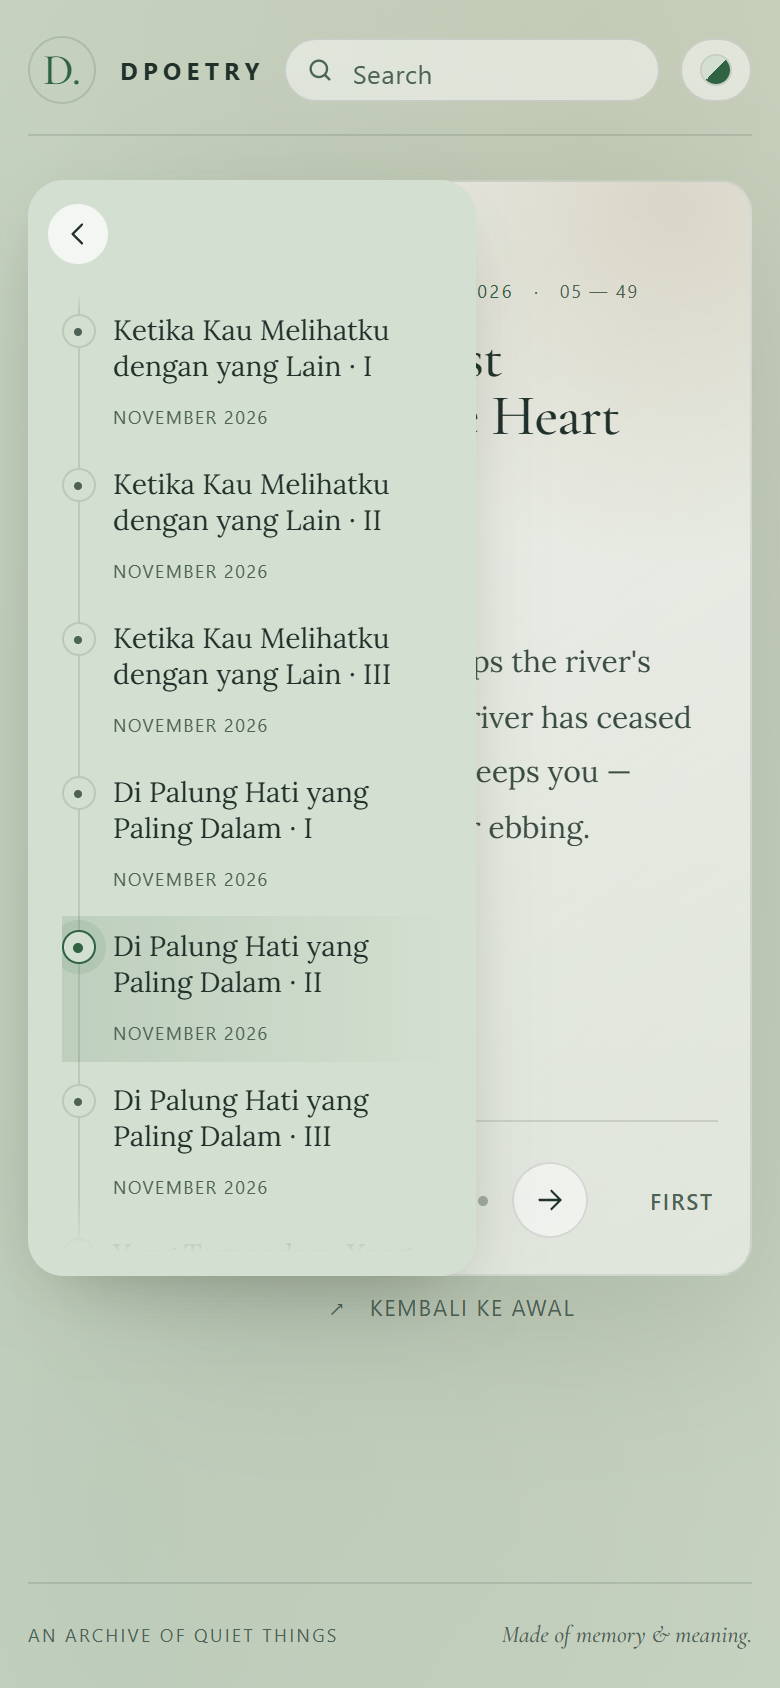 D.
DPOETRY
Search
Ketika Kau Melihatku
dengan yang Lain · I
NOVEMBER 2026
Ketika Kau Melihatku
dengan yang Lain · II
NOVEMBER 2026
Ketika Kau Melihatku
dengan yang Lain · III
NOVEMBER 2026
Di Palung Hati yang
Paling Dalam · I
NOVEMBER 2026
Di Palung Hati yang
Paling Dalam · II
NOVEMBER 2026
Di Palung Hati yang
Paling Dalam · III
NOVEMBER 2026
026 · 05 — 49
st
Heart
ps the river's
river has ceased
eeps you —
ebbing.
→ FIRST
↗ KEMBALI KE AWAL
AN ARCHIVE OF QUIET THINGS
Made of memory & meaning.